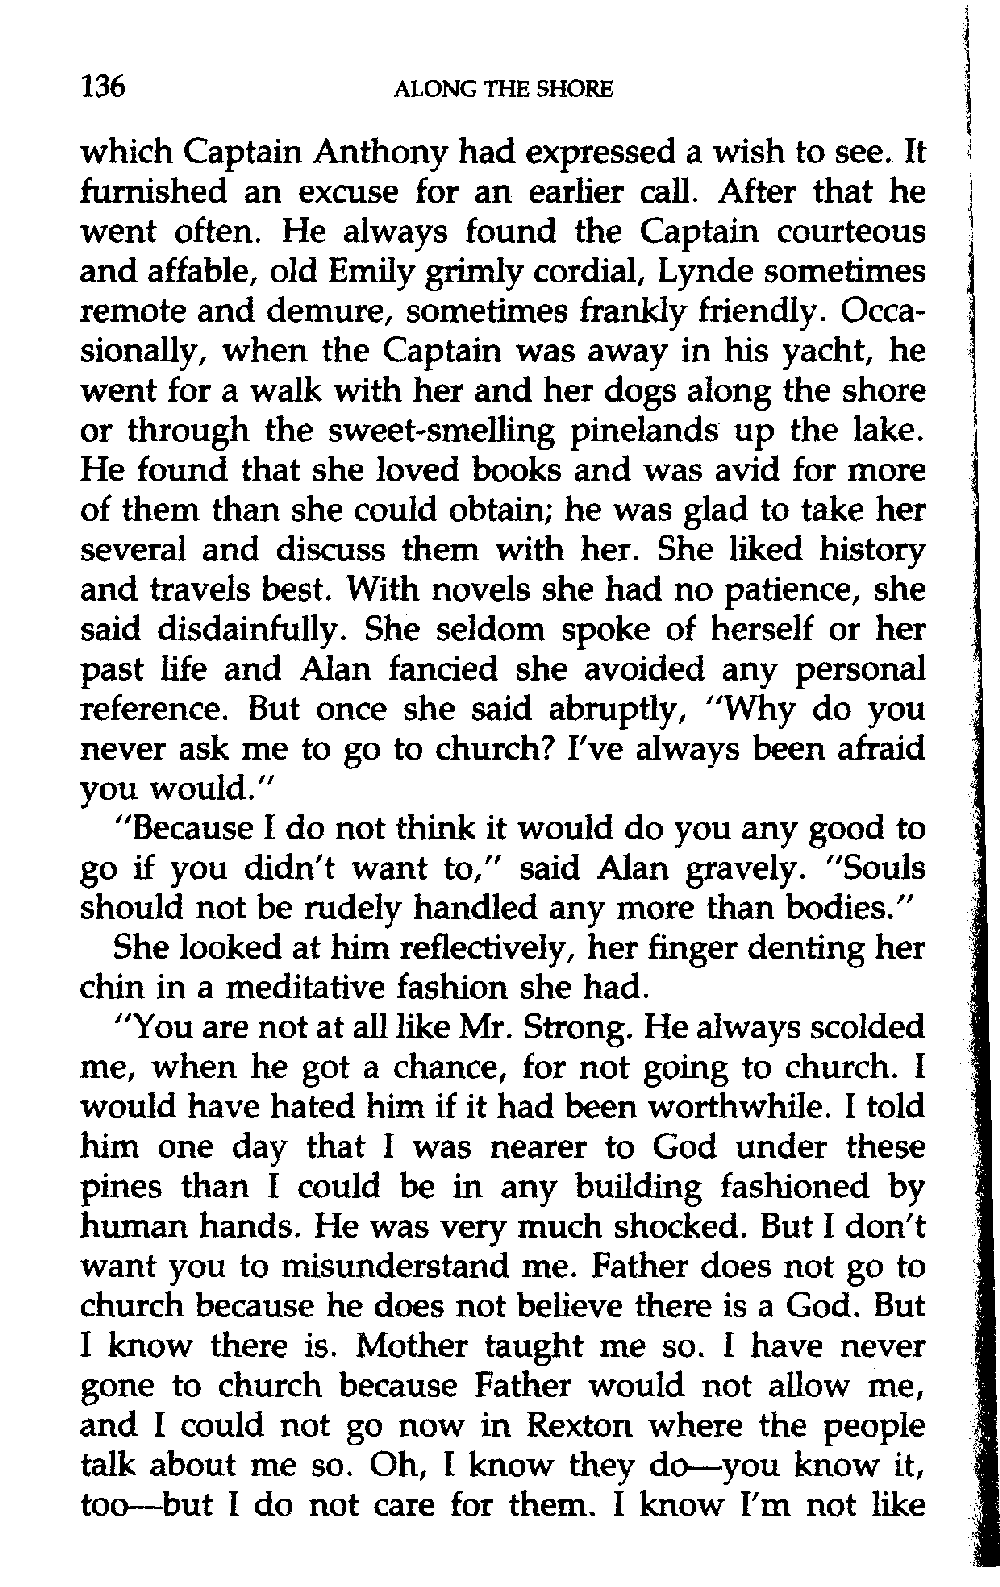 136 ALONG THE SHORE
which Captain Anthony had expressed a wish to see. It
furnished an excuse for an earlier call. After that he
went often. He always found the Captain courteous
and affable, old Emily grimly cordial, Lynde sometimes
remote and demure, sometimes frankly friendly. Occa-
sionally, when the Captain was away in his yacht, he
went for a walk with her and her dogs along the shore
or through the sweet-smelling pinelands up the lake.
He found that she loved books and was avid for more
of them than she could obtain; he was glad to take her
several and discuss them with her. She liked history
and travels best. With novels she had no patience, she
said disdainfully. She seldom spoke of herself or her
past life and Alan fancied she avoided any personal
reference. But once she said abruptly, "Why do you
never ask me to go to church? I've always been afraid
you would."
"Because I do not think it would do you any good to
go if you didn't want to," said Alan gravely. "Souls
should not be rudely handled any more than bodies."
She looked at him reflectively, her finger denting her
chin in a meditative fashion she had.
"You are not at all like Mr. Strong. He always scolded
me, when he got a chance, for not going to church. I
would have hated him if it had been worthwhile. I told
him one day that I was nearer to God under these
pines than I could be in any building fashioned by
human hands. He was very much shocked. But I don't
want you to misunderstand me. Father does not go to
church because he does not believe there is a God. But
I know there is. Mother taught me so. I have never
gone to church because Father would not allow me,
and I could not go now in Rexton where the people
talk about me so. Oh, I know they do—you know it,
too—but I do not care for them. I know I'm not like